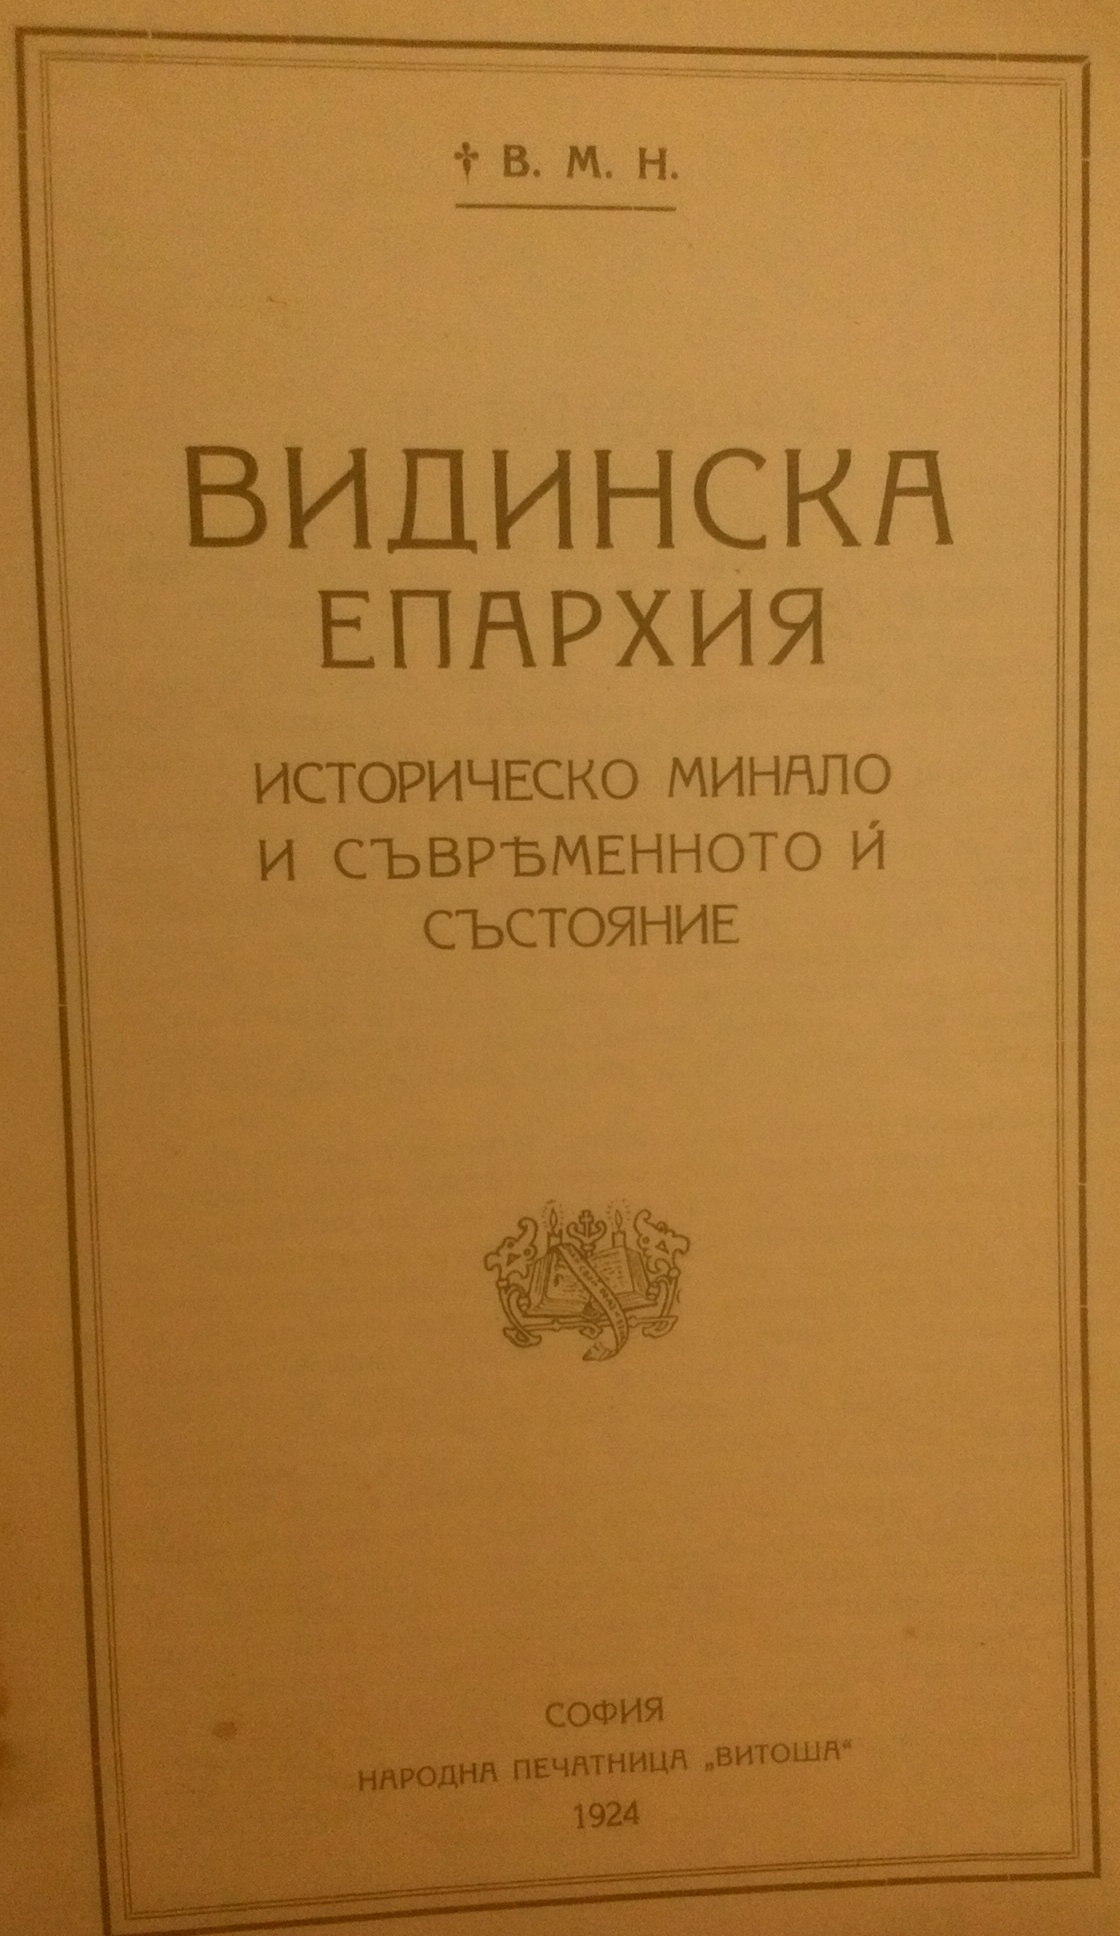 † В. М. Н.
ВИДИНСКА
ЕПАРХИЯ
ИСТОРИЧЕСКО МИНАЛО
И СЪВРѢМЕННОТО Ѝ
СЪСТОЯНИЕ
СОФИЯ
НАРОДНА ПЕЧАТНИЦА „ВИТОША“
1924